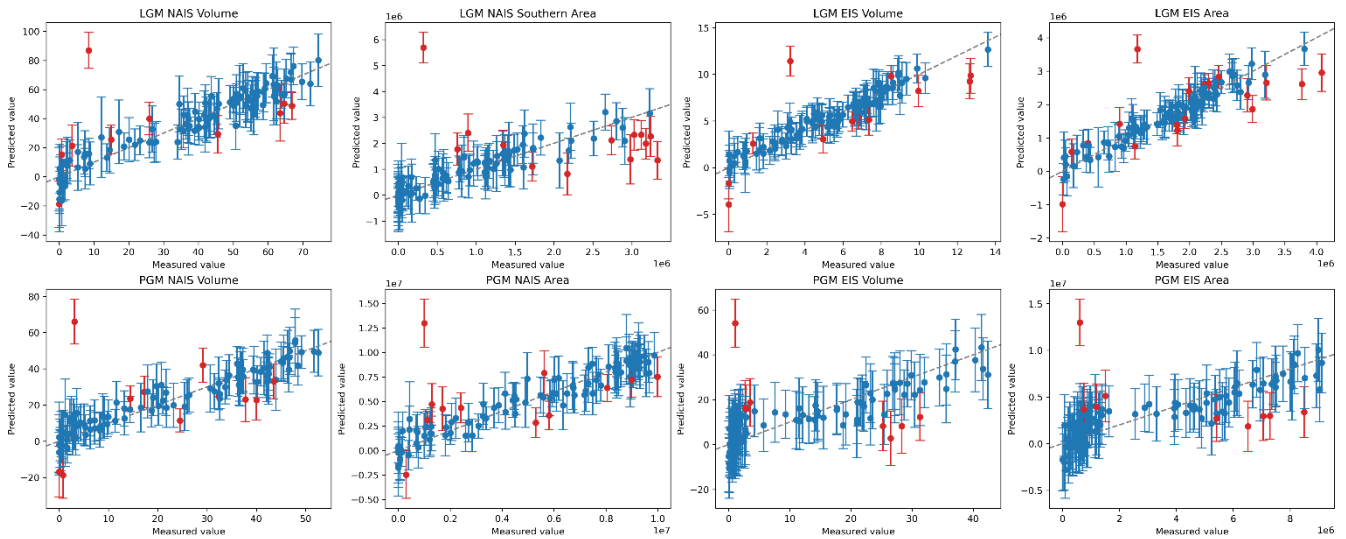 LGM NAIS Volume
100
80
60
40
20
0
−20
−40
0 10 20 30 40 50 60 70
Measured value
Predicted value
LGM NAIS Southern Area
1e6
6
5
4
3
2
1
0
−1
0.0 0.5 1.0 1.5 2.0 2.5 3.0 3.5
1e6
Measured value
Predicted value
LGM EIS Volume
15
10
5
0
−5
0 2 4 6 8 10 12 14
Measured value
Predicted value
LGM EIS Area
1e6
4
3
2
1
0
−1
−2
0.0 0.5 1.0 1.5 2.0 2.5 3.0 3.5 4.0
1e6
Measured value
Predicted value
PGM NAIS Volume
80
60
40
20
0
−20
0 10 20 30 40 50
Measured value
Predicted value
PGM NAIS Area
1e7
1.5
1.0
0.75
0.5
0.25
0.0
−0.25
−0.50
0.0 0.2 0.4 0.6 0.8 1.0
1e7
Measured value
Predicted value
PGM EIS Volume
60
40
20
0
−20
0 10 20 30 40
Measured value
Predicted value
PGM EIS Area
1e7
1.5
1.0
0.5
0.0
0.5
0 2 4 6 8
1e6
Measured value
Predicted value